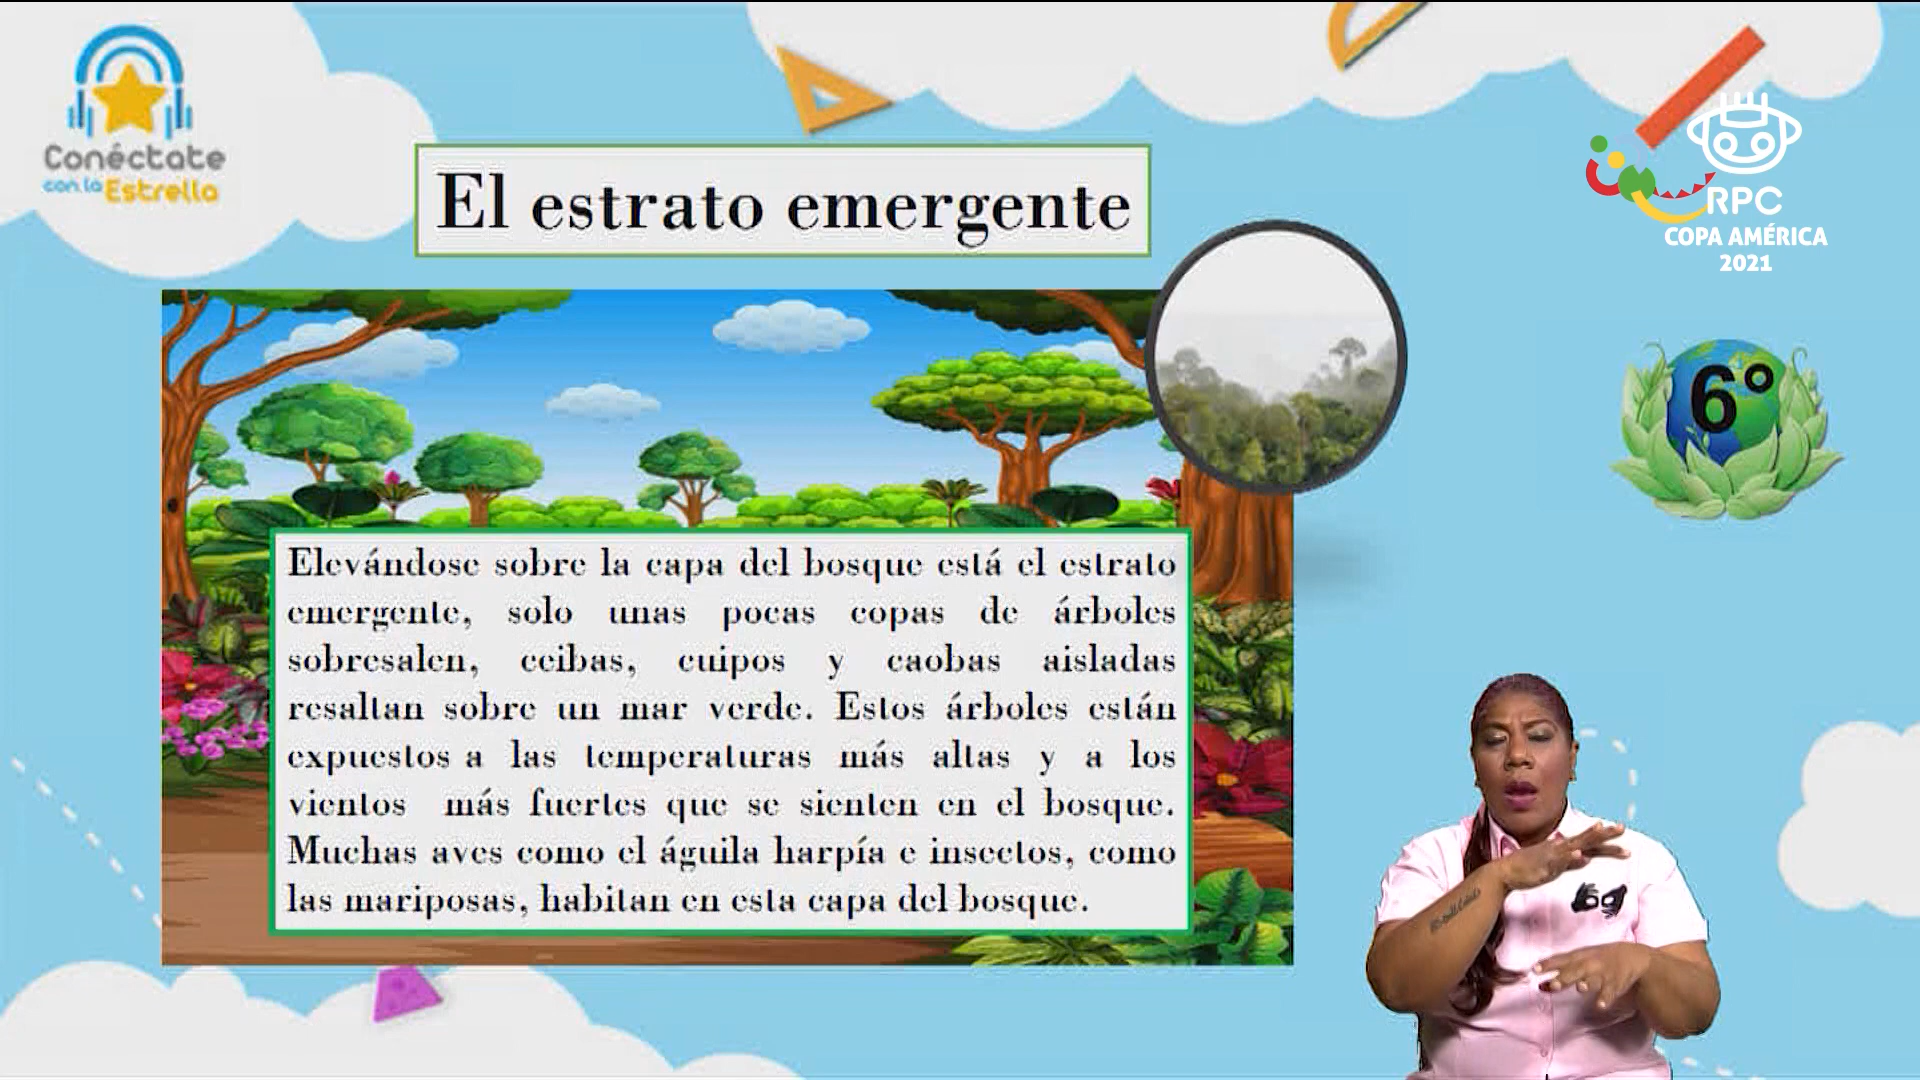 Conéctate
con la Estrella
El estrato emergente
RPC
COPA AMÉRICA
2021
6°
Elevándose sobre la capa del bosque está el estrato
emergente, solo unas pocas copas de árboles
sobresalen, ceibas, cuipos y caobas aisladas
resaltan sobre un mar verde. Estos árboles están
expuestos a las temperaturas más altas y a los
vientos más fuertes que se sienten en el bosque.
Muchas aves como el águila harpía e insectos, como
las mariposas, habitan en esta capa del bosque.